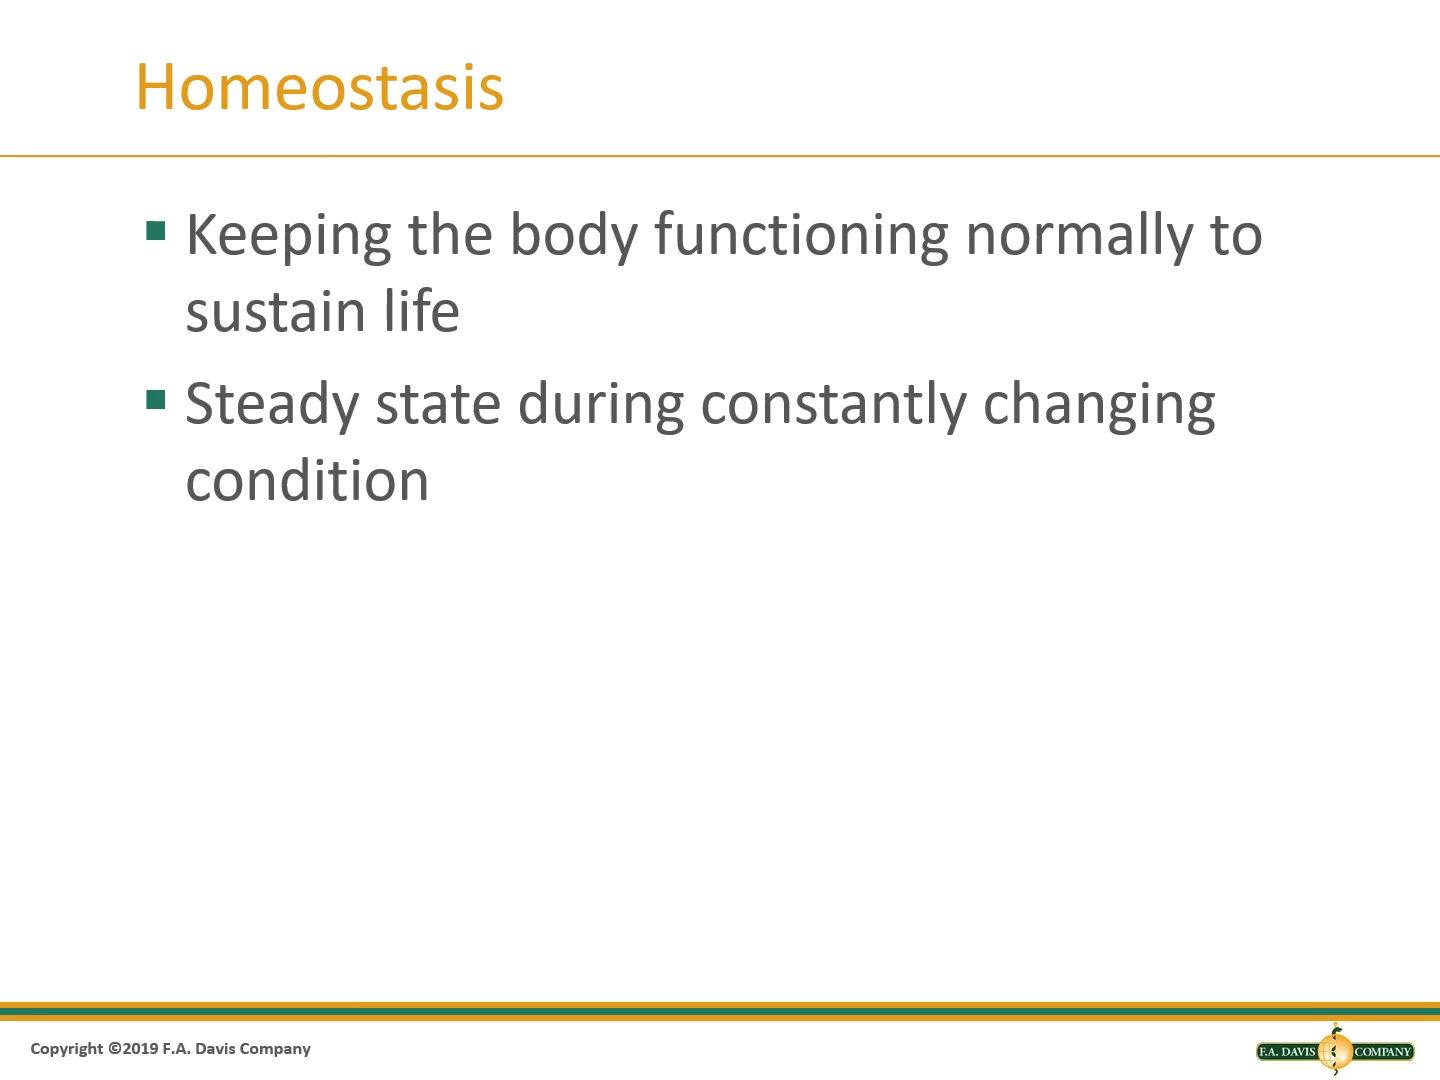 Homeostasis
▪ Keeping the body functioning normally to
sustain life
▪ Steady state during constantly changing
condition
Copyright ©2019 F.A. Davis Company
F.A. DAVIS COMPANY